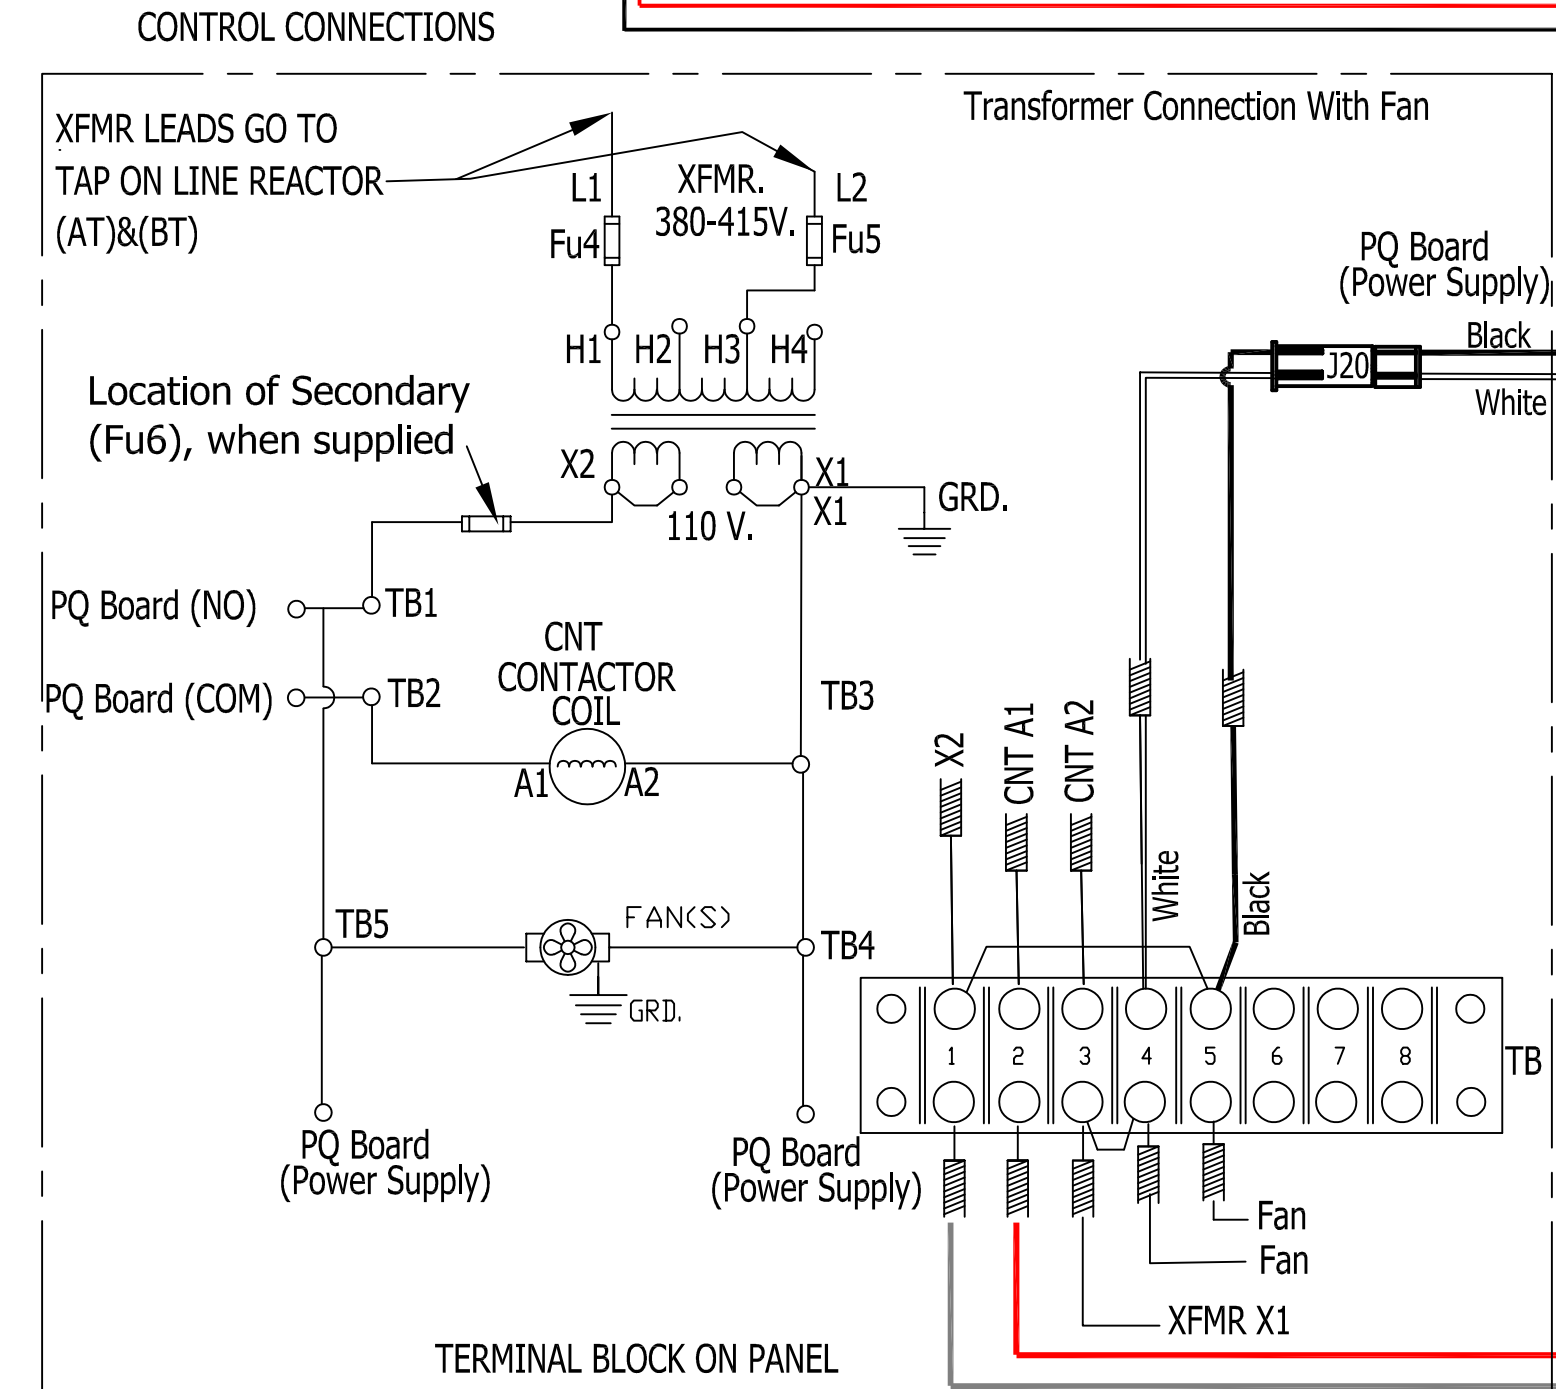 CONTROL CONNECTIONS
Transformer Connection With Fan
XFMR LEADS GO TO
TAP ON LINE REACTOR
(AT)&(BT)
L1
XFMR.
380-415V.
L2
Fu4
Fu5
PQ Board
(Power Supply)
Black
J20
White
H1
H2
H3
H4
Location of Secondary
(Fu6), when supplied
X2
X1
X1
110 V.
GRD.
PQ Board (NO)
TB1
PQ Board (COM)
TB2
CNT
CONTACTOR
COIL
A1
A2
TB3
X2
CNT A1
CNT A2
White
Black
TB5
FAN(S)
TB4
GRD.
1
2
3
4
5
6
7
8
TB
PQ Board
(Power Supply)
PQ Board
(Power Supply)
Fan
Fan
XFMR X1
TERMINAL BLOCK ON PANEL